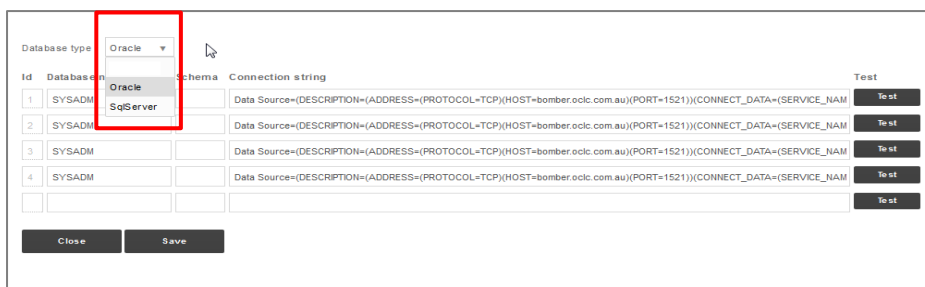 Database type Oracle
Id Database n Schema Connection string Test
Oracle
1 SYSADM Data Source=(DESCRIPTION=(ADDRESS=(PROTOCOL=TCP)(HOST=bomber.oclc.com.au)(PORT=1521))(CONNECT_DATA=(SERVICE_NAM Test
SqlServer
2 SYSADM Data Source=(DESCRIPTION=(ADDRESS=(PROTOCOL=TCP)(HOST=bomber.oclc.com.au)(PORT=1521))(CONNECT_DATA=(SERVICE_NAM Test
3 SYSADM Data Source=(DESCRIPTION=(ADDRESS=(PROTOCOL=TCP)(HOST=bomber.oclc.com.au)(PORT=1521))(CONNECT_DATA=(SERVICE_NAM Test
4 SYSADM Data Source=(DESCRIPTION=(ADDRESS=(PROTOCOL=TCP)(HOST=bomber.oclc.com.au)(PORT=1521))(CONNECT_DATA=(SERVICE_NAM Test
Test
Close Save